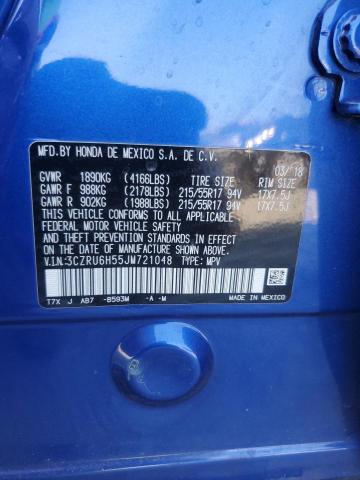 MFD.BY HONDA DE MEXICO S.A. DE C.V.
03/18
GVWR 1890KG (4166LBS) TIRE SIZE RIM SIZE
GAWR F 988KG (2178LBS) 215/55R17 94V 17X7.5J
GAWR R 902KG (1988LBS) 215/55R17 94V 17X7.5J
THIS VEHICLE CONFORMS TO ALL APPLICABLE
FEDERAL MOTOR VEHICLE SAFETY STANDARDS IN
EFFECT ON THE DATE OF MANUFACTURE SHOWN ABOVE.
V.I.N:3CZRU6H55JM721048 TYPE: MPV
T7X J AB7 -B593M -A -M
MADE IN MEXICO